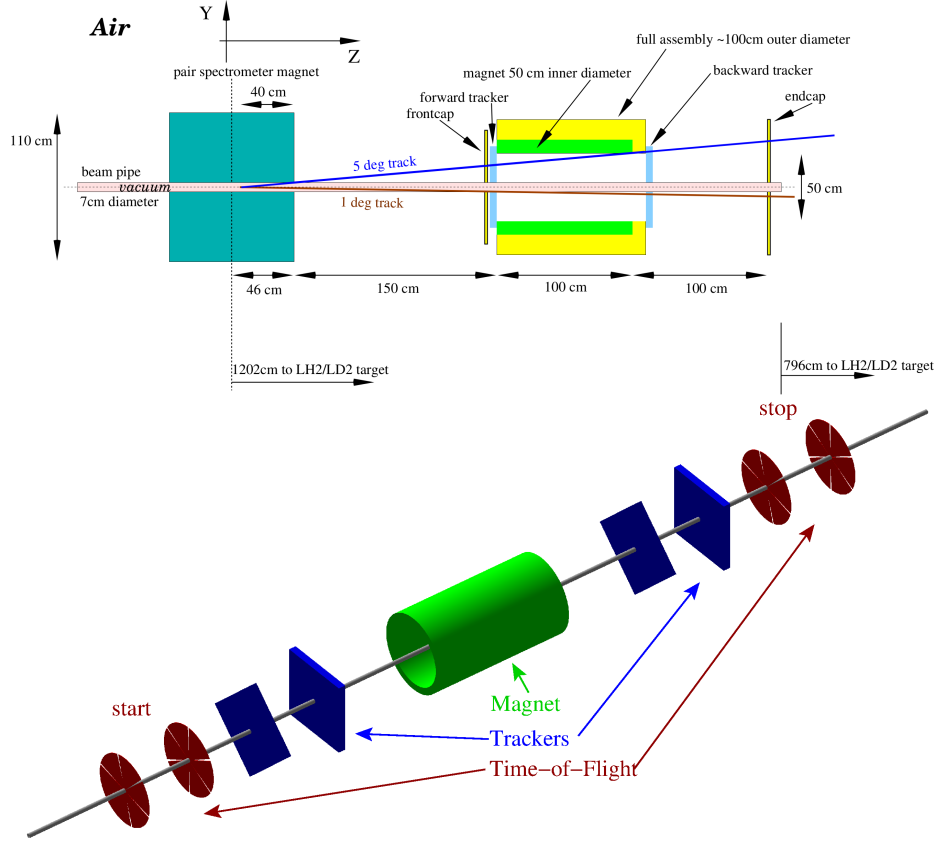 Air
Y
Z
pair spectrometer magnet
40 cm
full assembly ~100cm outer diameter
magnet 50 cm inner diameter
backward tracker
forward tracker
frontcap
endcap
110 cm
5 deg track
beam pipe
vacuum
7cm diameter
1 deg track
50 cm
46 cm
150 cm
100 cm
100 cm
1202cm to LH2/LD2 target
796cm to LH2/LD2 target
stop
start
Magnet
Trackers
Time-of-Flight